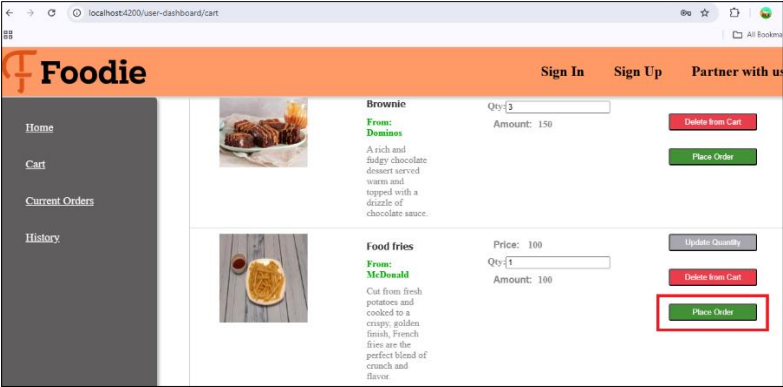 localhost:4200/user-dashboard/cart
All Bookma
Foodie
Sign In
Sign Up
Partner with us
Home
Cart
Current Orders
History
Brownie
From:
Dominos
A rich and
fudgy chocolate
dessert served
warm and
topped with a
drizzle of
chocolate sauce.
Qty: 3
Amount: 150
Delete from Cart
Place Order
Food fries
From:
McDonald
Cut from fresh
potatoes and
cooked to a
crispy, golden
finish, French
fries are the
perfect blend of
crunch and
flavor.
Price: 100
Qty: 1
Amount: 100
Update Quantity
Delete from Cart
Place Order